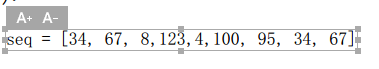 A+ A-
seq = [34, 67, 8,123,4,100, 95, 34, 67]